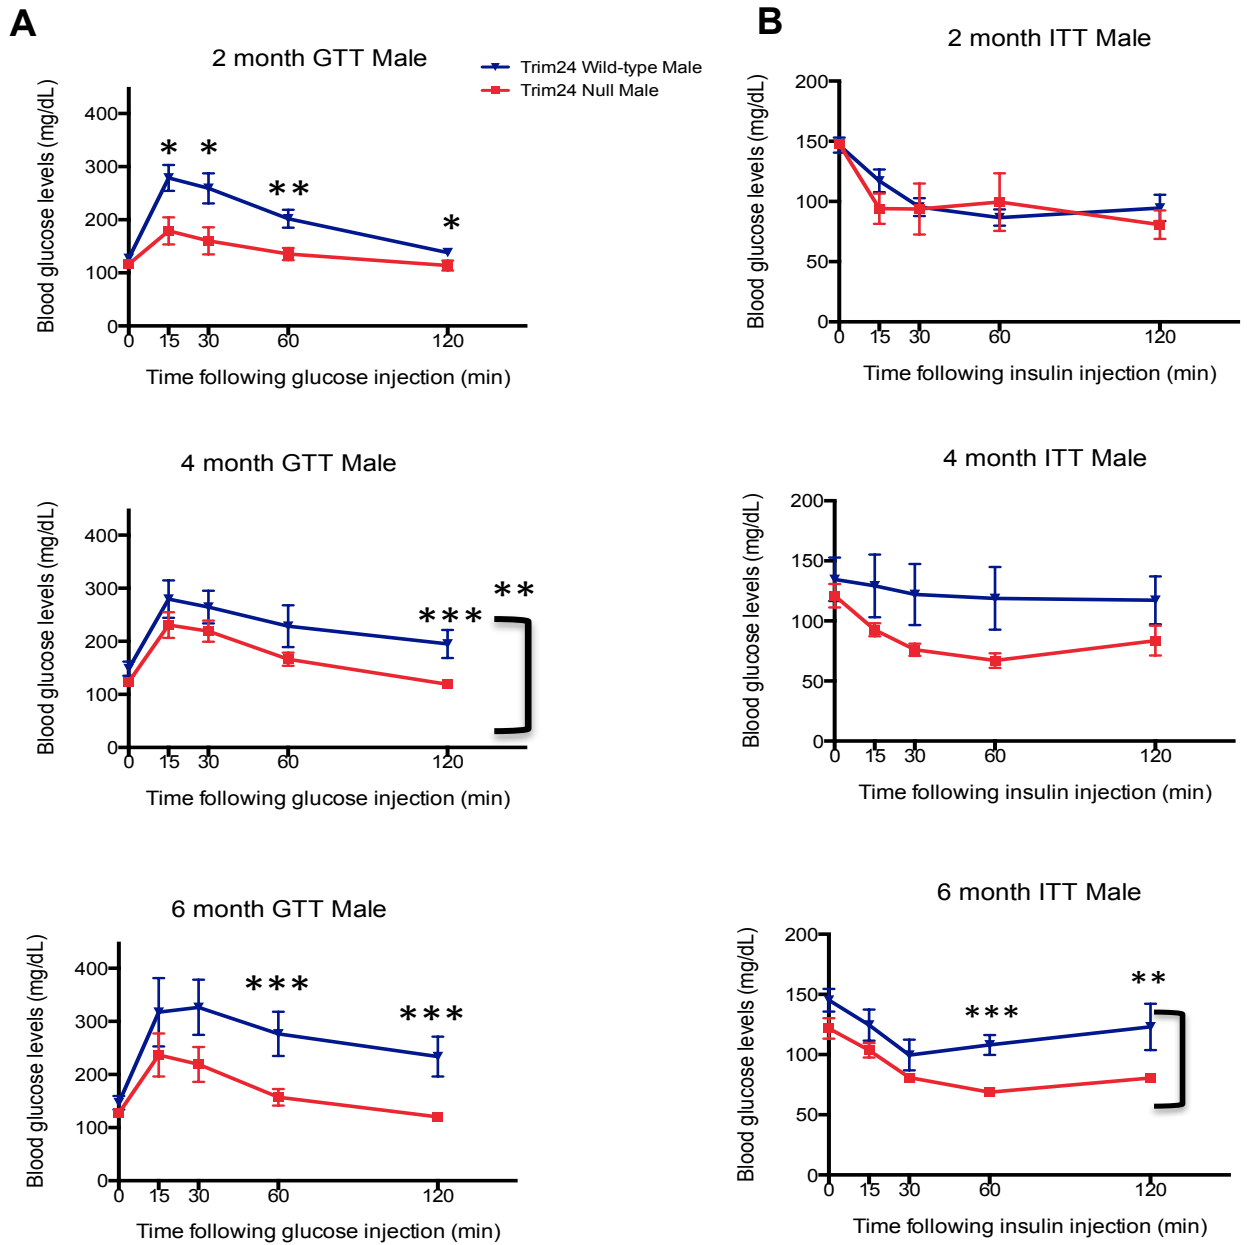 A
2 month GTT Male
Trim24 Wild-type Male
Trim24 Null Male
Blood glucose levels (mg/dL)
400
300
200
100
0
* * ** *
0 15 30 60 120
Time following glucose injection (min)
4 month GTT Male
Blood glucose levels (mg/dL)
400
300
200
100
0
*** **
0 15 30 60 120
Time following glucose injection (min)
6 month GTT Male
Blood glucose levels (mg/dL)
400
300
200
100
0
*** ***
0 15 30 60 120
Time following glucose injection (min)
B
2 month ITT Male
Blood glucose levels (mg/dL)
200
150
100
50
0
0 15 30 60 120
Time following insulin injection (min)
4 month ITT Male
Blood glucose levels (mg/dL)
200
150
100
50
0
0 15 30 60 120
Time following insulin injection (min)
6 month ITT Male
Blood glucose levels (mg/dL)
200
150
100
50
0
*** **
0 15 30 60 120
Time following insulin injection (min)